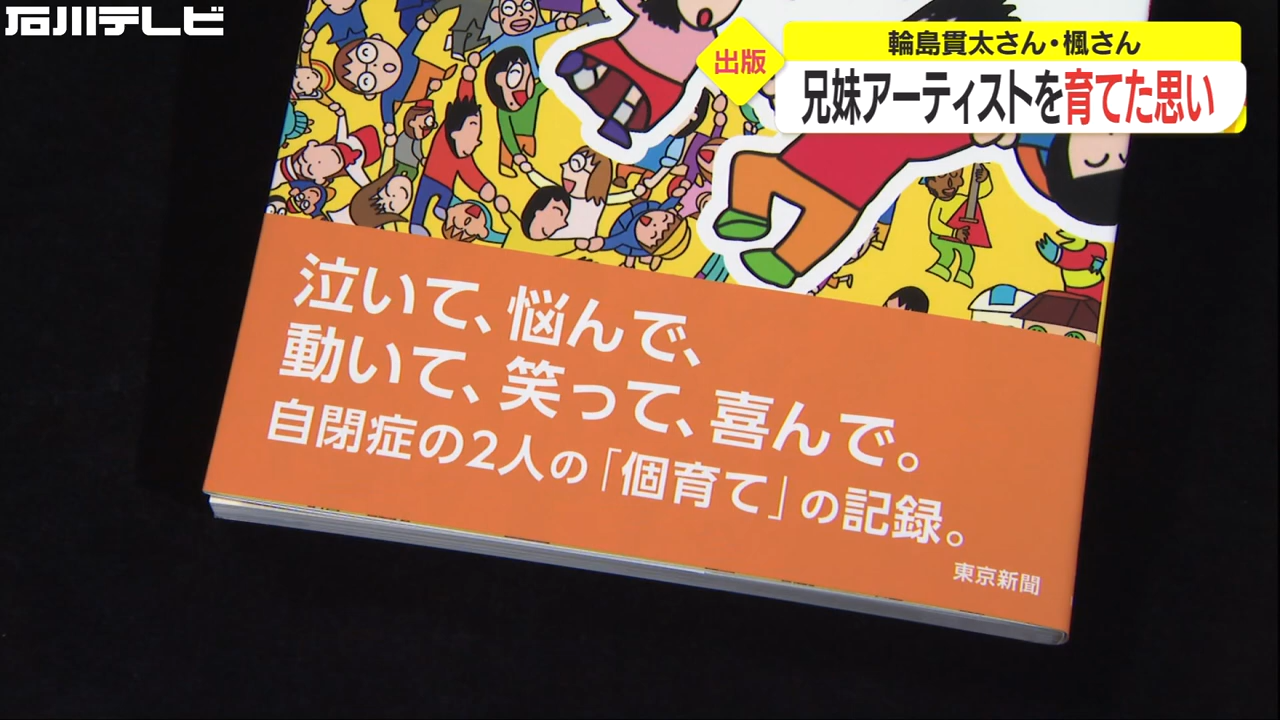 石川テレビ
出版
輪島貫太さん・楓さん
兄妹アーティストを育てた思い
泣いて、悩んで、
動いて、笑って、喜んで。
自閉症の2人の「個育て」の記録。
東京新聞